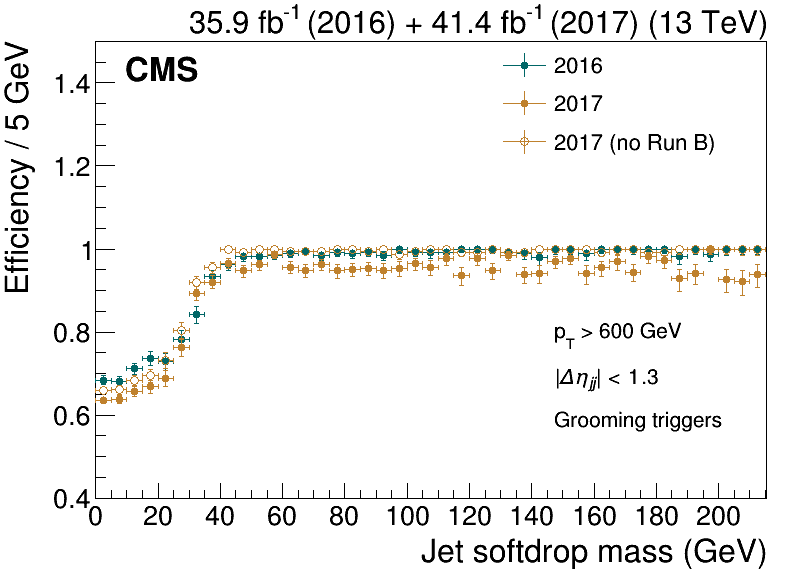 35.9 fb⁻¹ (2016) + 41.4 fb⁻¹ (2017) (13 TeV)
CMS
2016
2017
2017 (no Run B)
Efficiency / 5 GeV
1.4
1.2
1
0.8
0.6
0.4
p_T > 600 GeV
|Δη_jj| < 1.3
Grooming triggers
0 20 40 60 80 100 120 140 160 180 200
Jet softdrop mass (GeV)